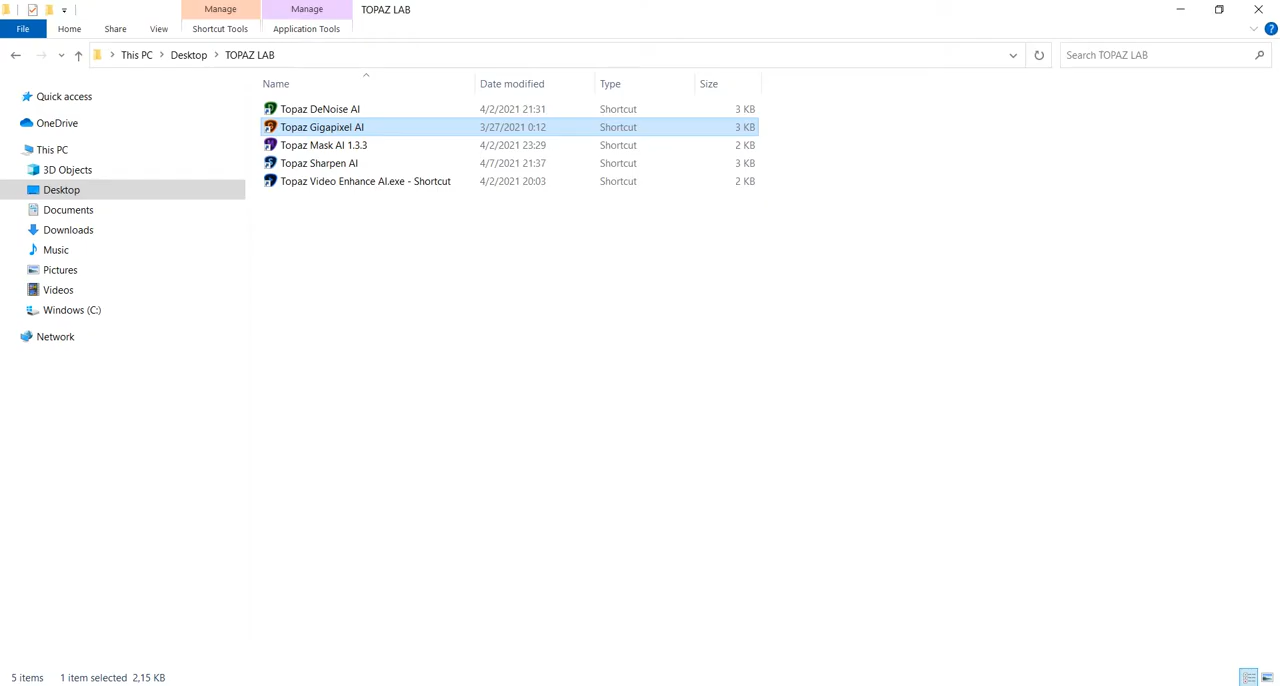 Manage Manage TOPAZ LAB
File Home Share View Shortcut Tools Application Tools
This PC Desktop TOPAZ LAB Search TOPAZ LAB
Name Date modified Type Size
Quick access
OneDrive
This PC
3D Objects
Desktop
Documents
Downloads
Music
Pictures
Videos
Windows (C:)
Network
Topaz DeNoise AI 4/2/2021 21:31 Shortcut 3 KB
Topaz Gigapixel AI 3/27/2021 0:12 Shortcut 3 KB
Topaz Mask AI 1.3.3 4/2/2021 23:29 Shortcut 2 KB
Topaz Sharpen AI 4/7/2021 21:37 Shortcut 3 KB
Topaz Video Enhance AI.exe - Shortcut 4/2/2021 20:03 Shortcut 2 KB
5 items 1 item selected 2,15 KB